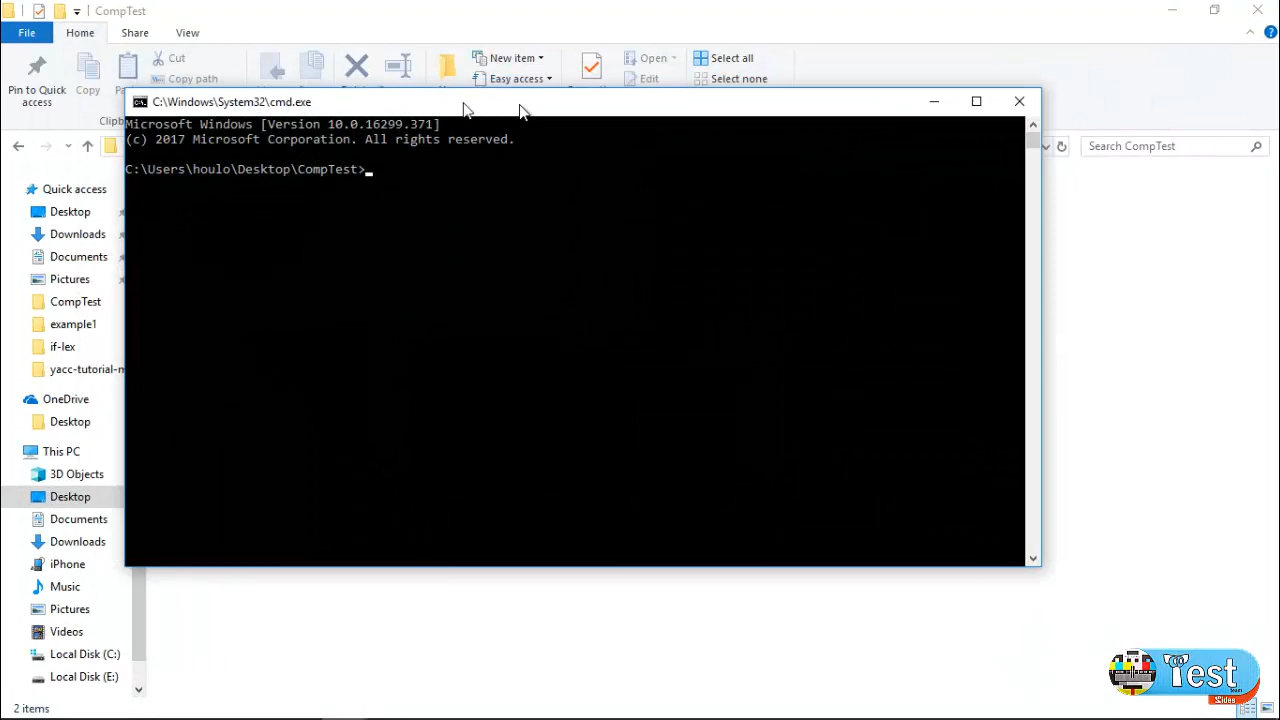 CompTest
File Home Share View
Cut
New item
Open
Select all
Copy path
Easy access
Edit
Select none
Pin to Quick access
Copy
C:\Windows\System32\cmd.exe
Microsoft Windows [Version 10.0.16299.371]
(c) 2017 Microsoft Corporation. All rights reserved.
C:\Users\houlo\Desktop\CompTest>
Search CompTest
Quick access
Desktop
Downloads
Documents
Pictures
CompTest
example1
if-lex
OneDrive
Desktop
This PC
3D Objects
Desktop
Documents
Downloads
iPhone
Music
Pictures
Videos
Local Disk (C:)
Local Disk (E:)
2 items
Test
team
Sides